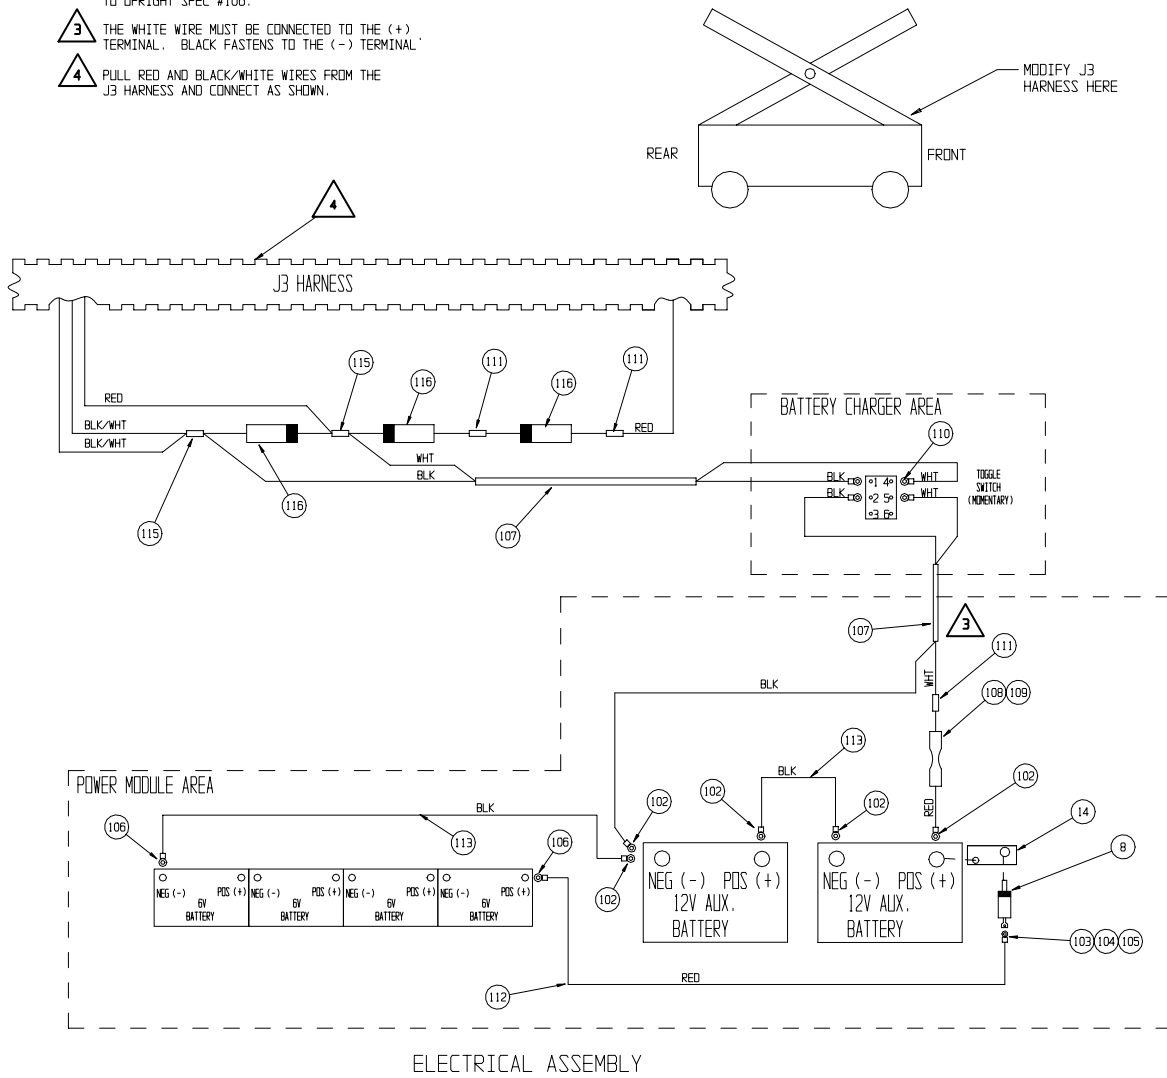 TO UPRIGHT SPEC #100.
3 THE WHITE WIRE MUST BE CONNECTED TO THE (+)
TERMINAL. BLACK FASTENS TO THE (-) TERMINAL
4 PULL RED AND BLACK/WHITE WIRES FROM THE
J3 HARNESS AND CONNECT AS SHOWN.
MODIFY J3
HARNESS HERE
REAR
FRONT
4
J3 HARNESS
115
116
111
116
111
RED
BLK/WHT
BLK/WHT
RED
WHT
BLK
115
116
107
BATTERY CHARGER AREA
110
BLK
1 4
WHT
BLK
2 5
WHT
3 6
TOGGLE
SWITCH
(MOMENTARY)
107
3
111
WHT
108 109
BLK
113
BLK
102
102
102
RED
102
14
8
POWER MODULE AREA
BLK
106
113
106
102
NEG (-) POS (+)
6V
BATTERY
NEG (-) POS (+)
6V
BATTERY
NEG (-) POS (+)
6V
BATTERY
NEG (-) POS (+)
6V
BATTERY
NEG (-) POS (+)
12V AUX.
BATTERY
NEG (-) POS (+)
12V AUX.
BATTERY
103 104 105
RED
112
ELECTRICAL ASSEMBLY